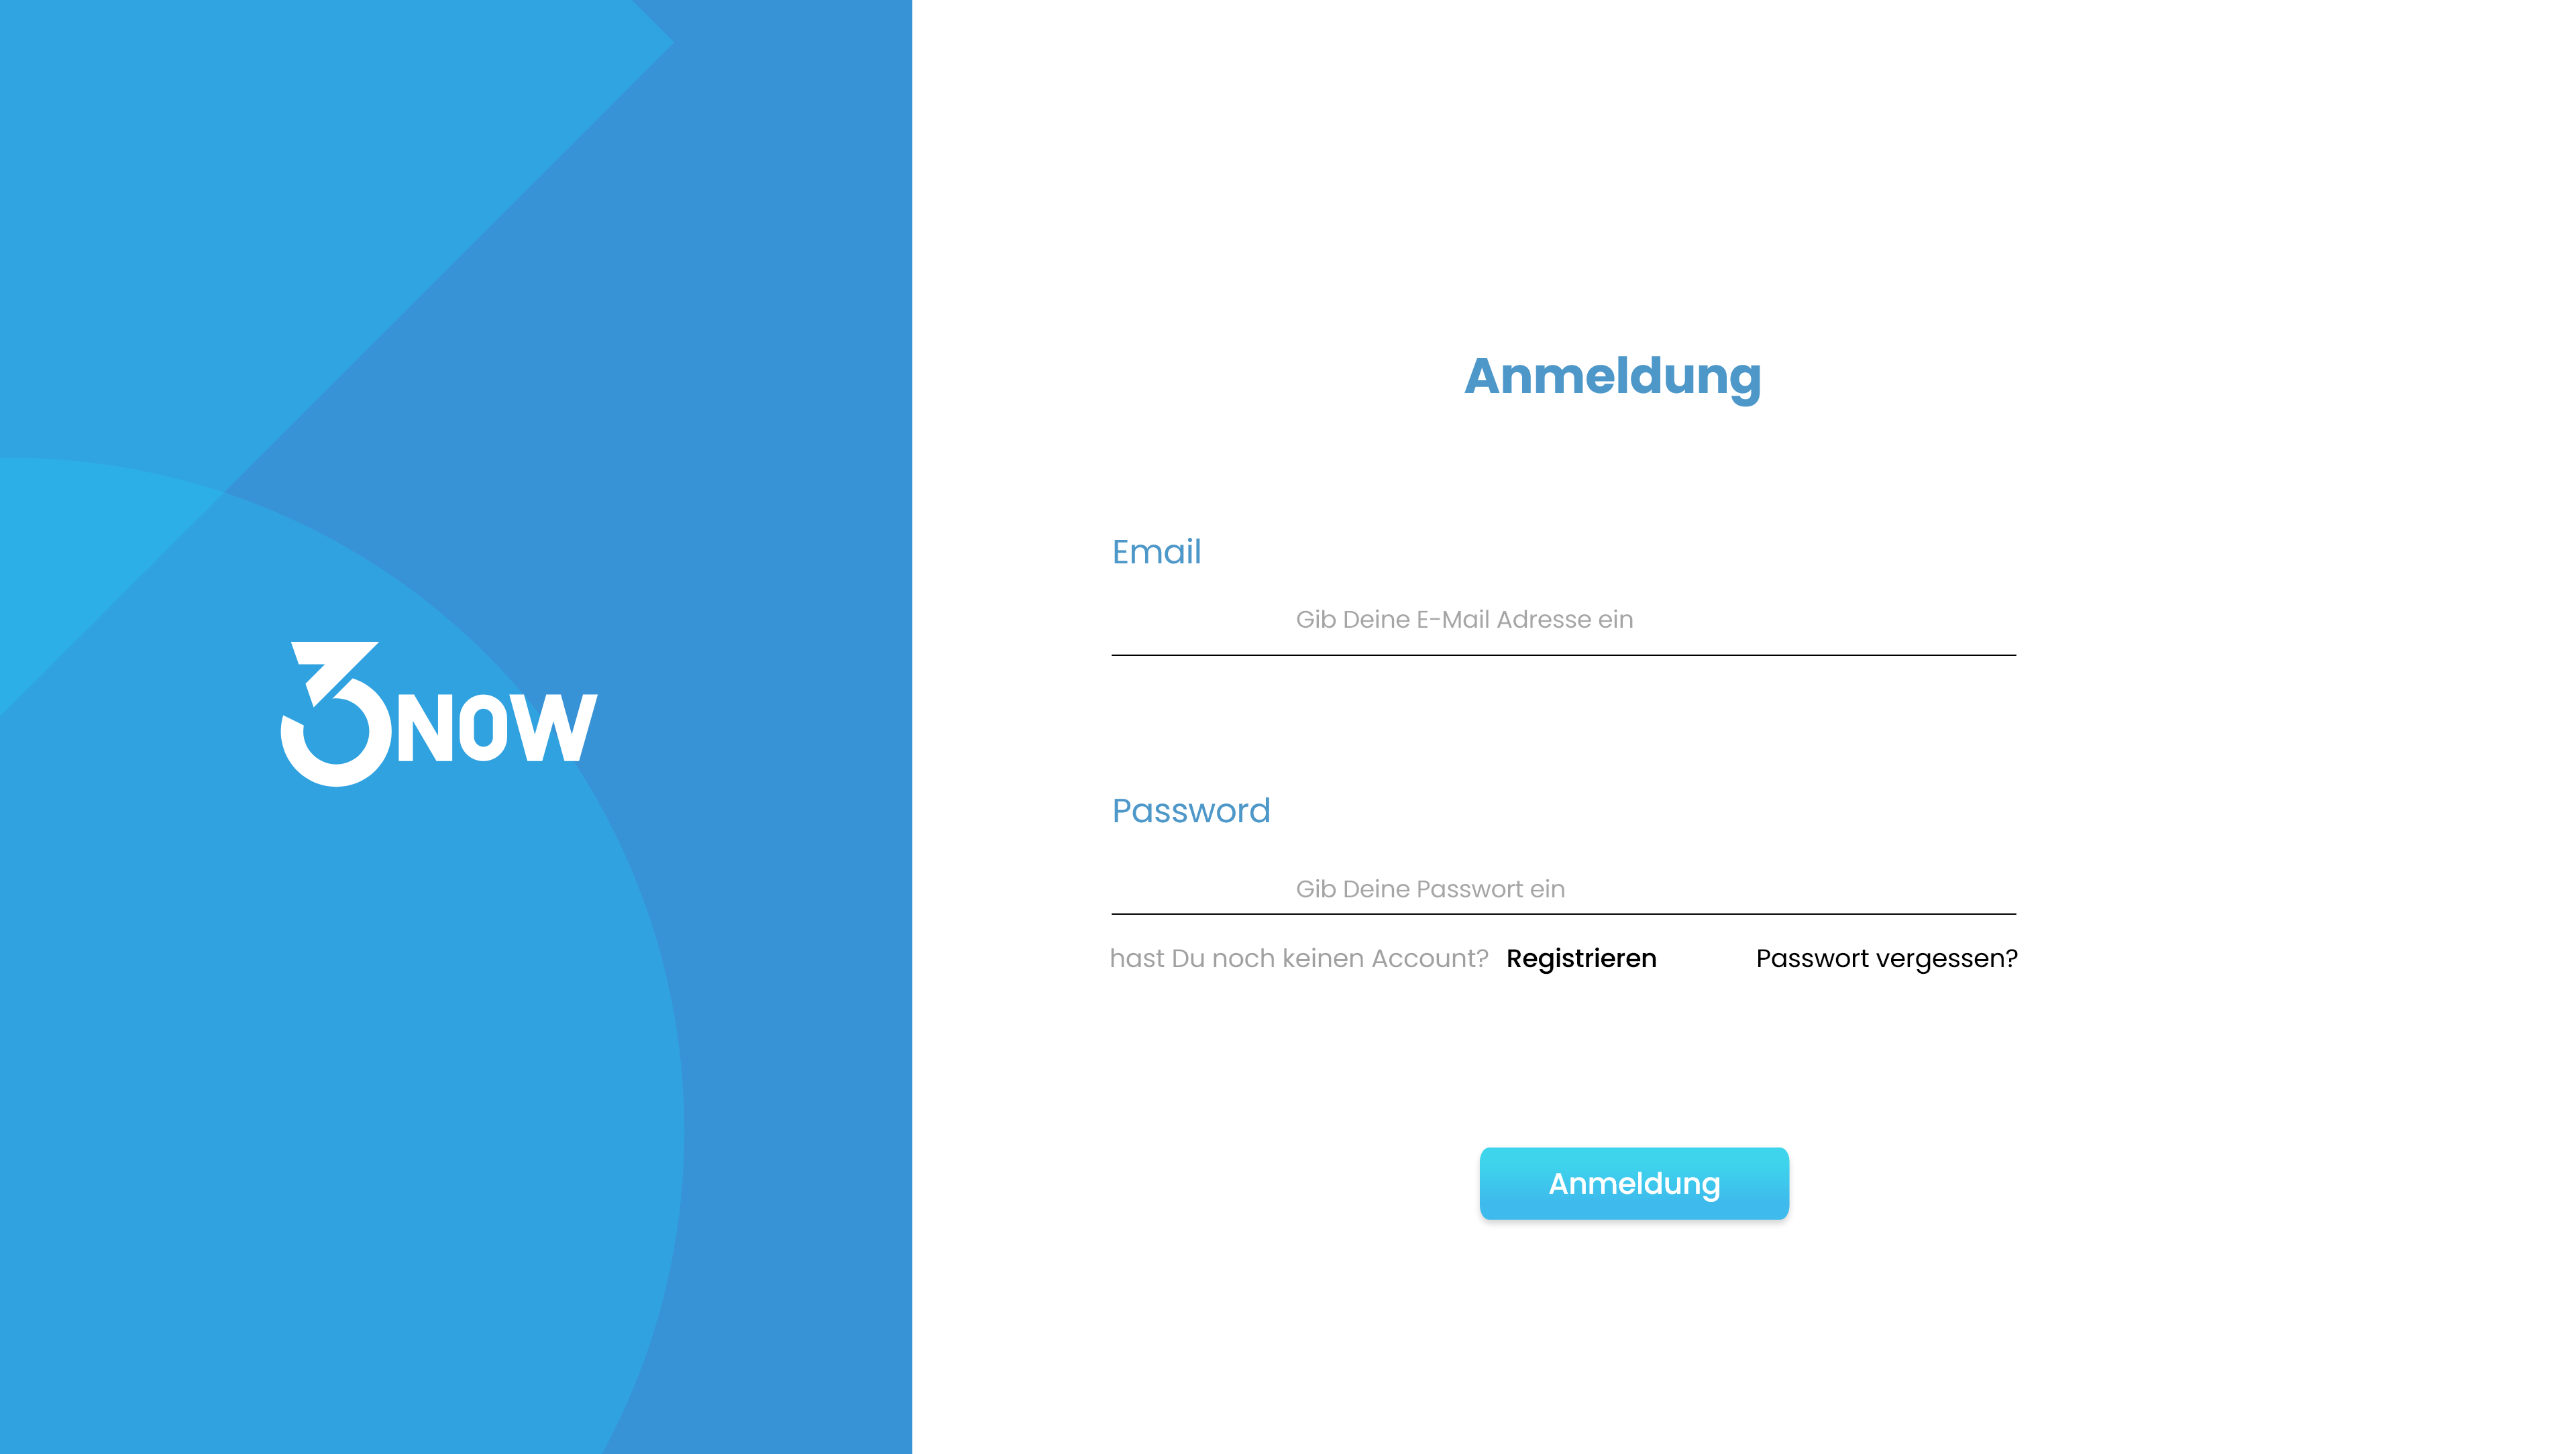 3NOW
Anmeldung
Email
Gib Deine E-Mail Adresse ein
Password
Gib Deine Passwort ein
hast Du noch keinen Account? Registrieren Passwort vergessen?
Anmeldung